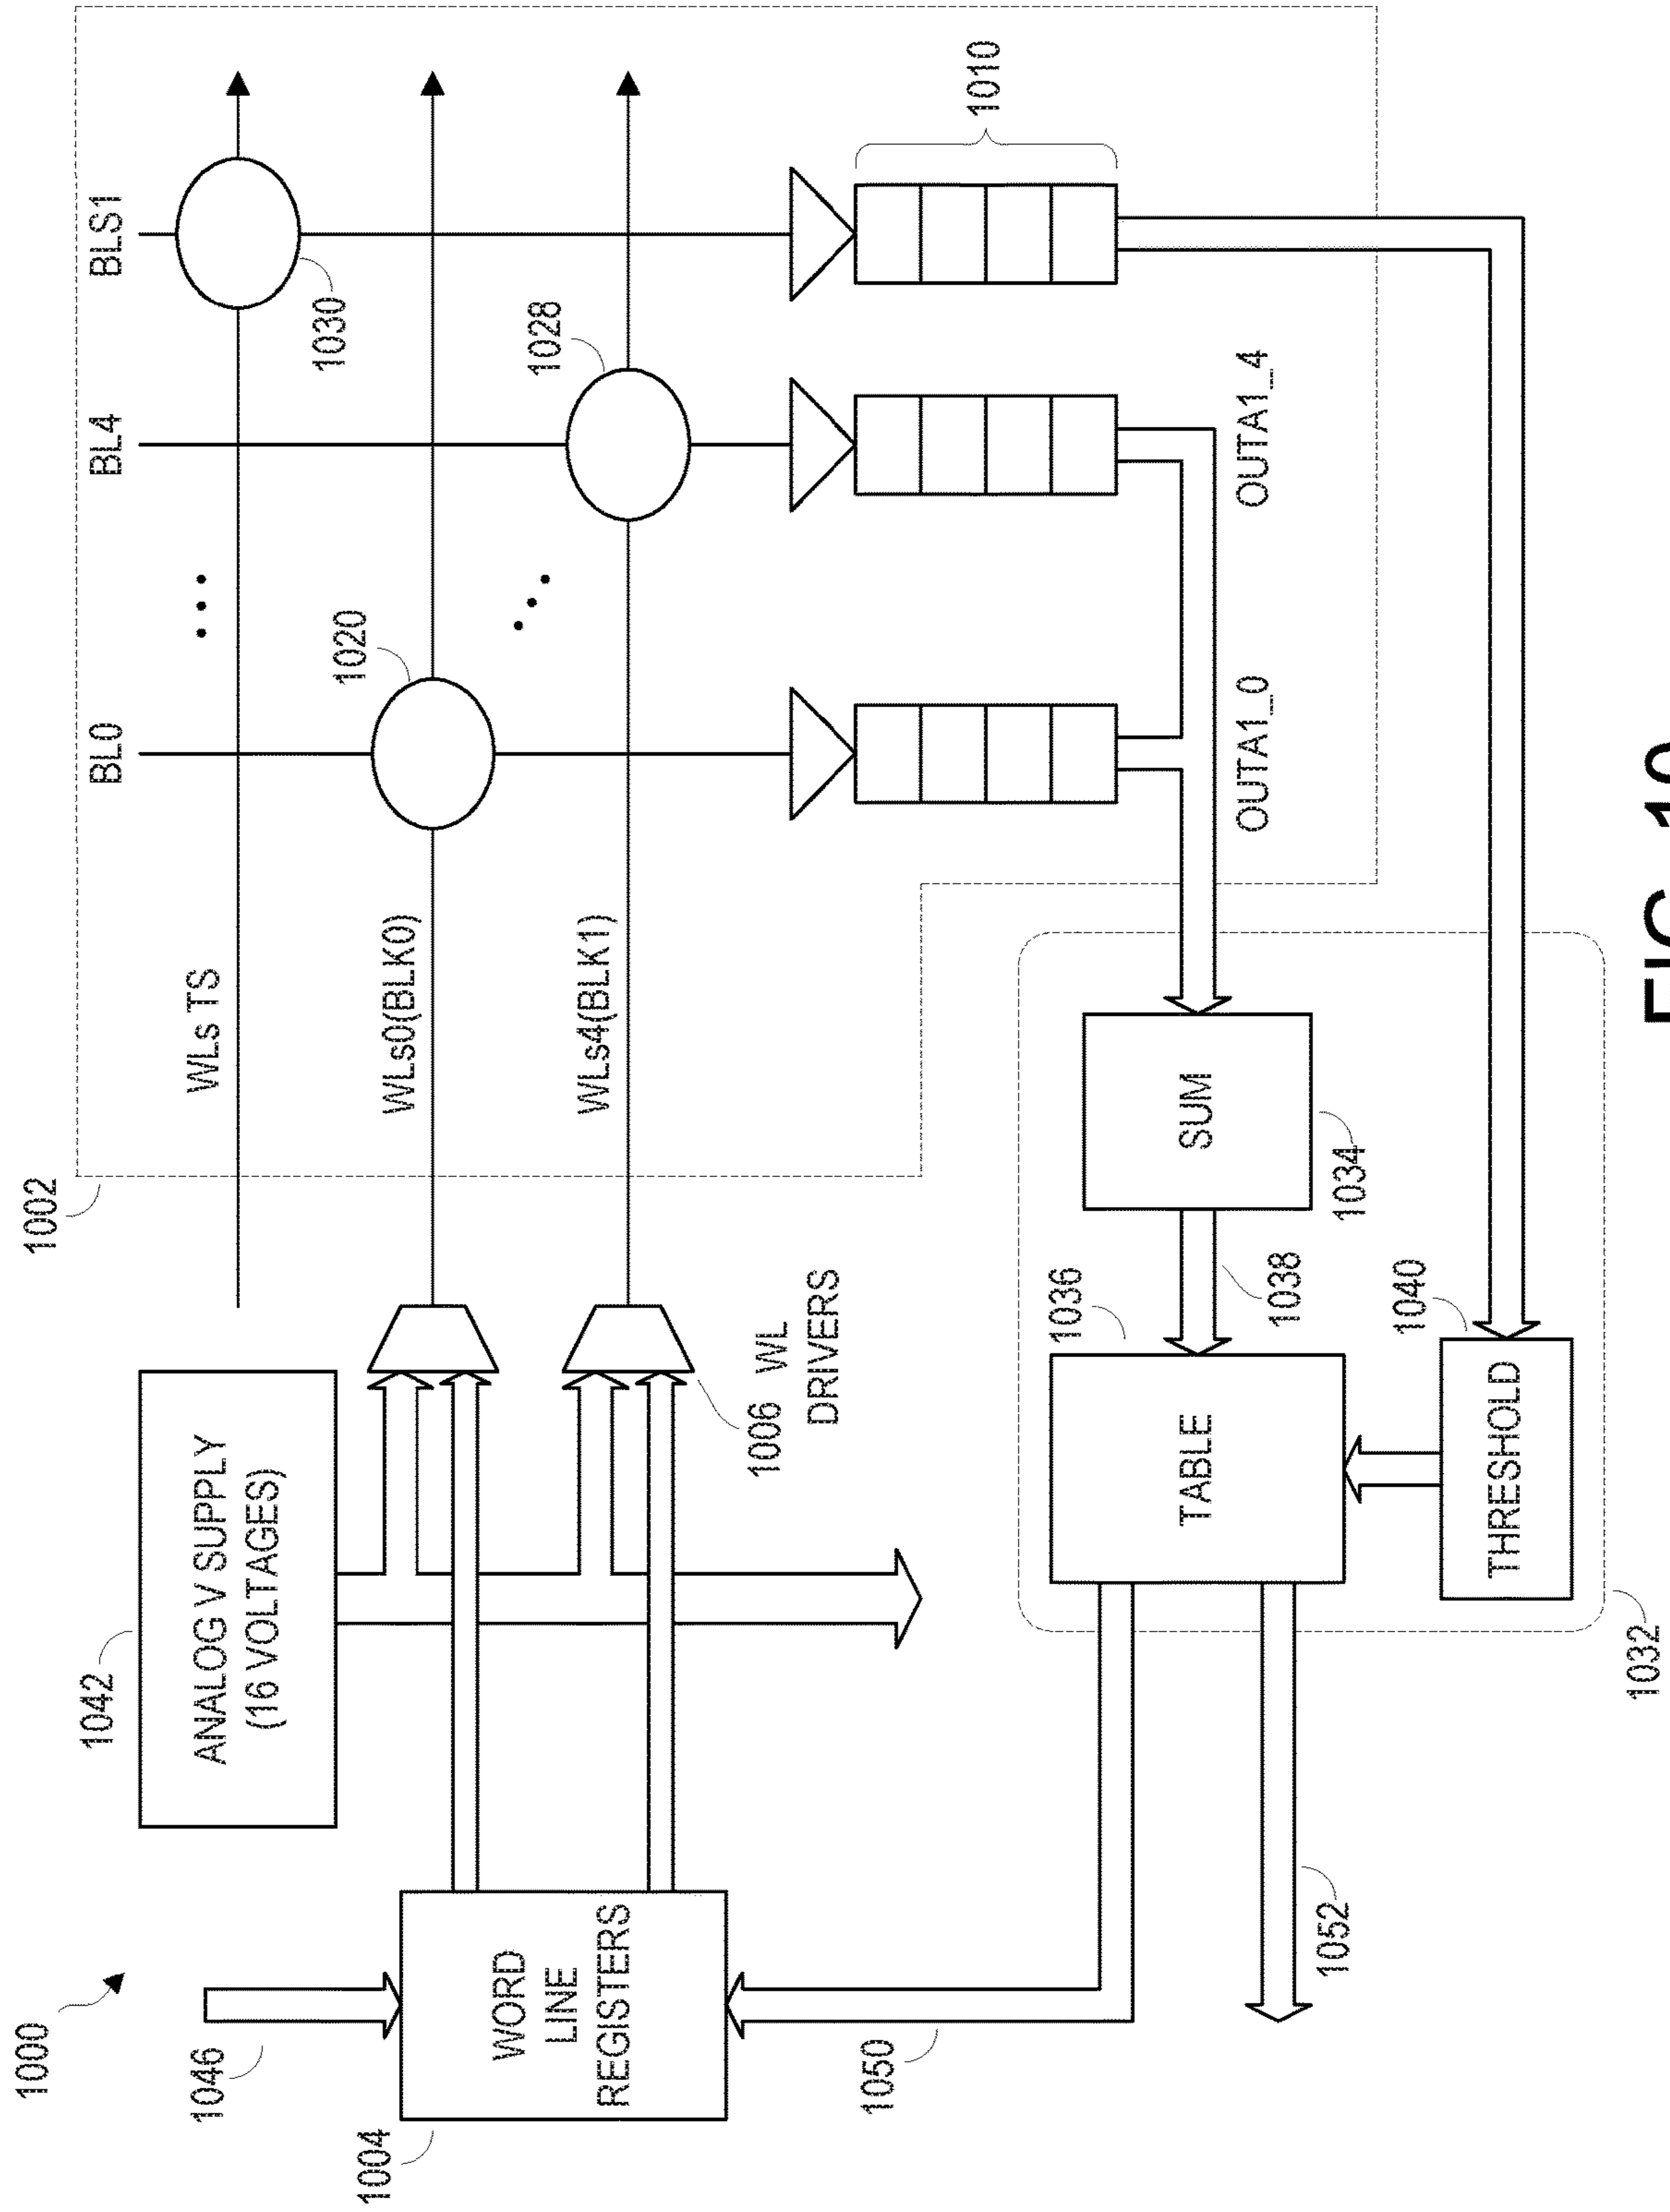 1000
1002
1046
1042
ANALOG V SUPPLY
(16 VOLTAGES)
BL0
BL4
BLS1
WLs TS
1030
1004
WORD
LINE
REGISTERS
WLs0(BLK0)
1020
WLs4(BLK1)
1028
1006 WL
DRIVERS
1010
1050
1036
TABLE
SUM
1038
1034
OUTA1_0
OUTA1_4
1052
1040
THRESHOLD
1032
FIG. 10